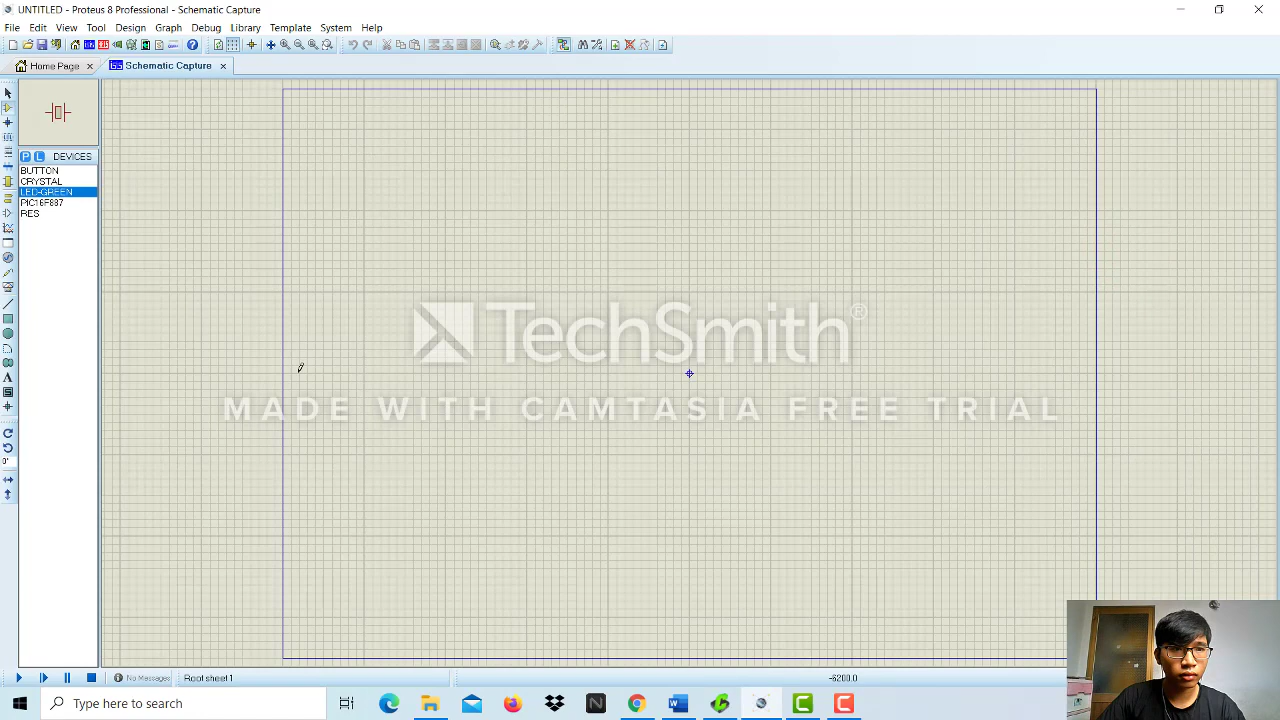 UNTITLED - Proteus 8 Professional - Schematic Capture
File Edit View Tool Design Graph Debug Library Template System Help
Home Page Schematic Capture
P L DEVICES
BUTTON
CRYSTAL
LED-GREEN
PIC16F887
RES
TechSmith®
MADE WITH CAMTASIA FREE TRIAL
0°
No Messages Root sheet 1 -6200.0
Type here to search